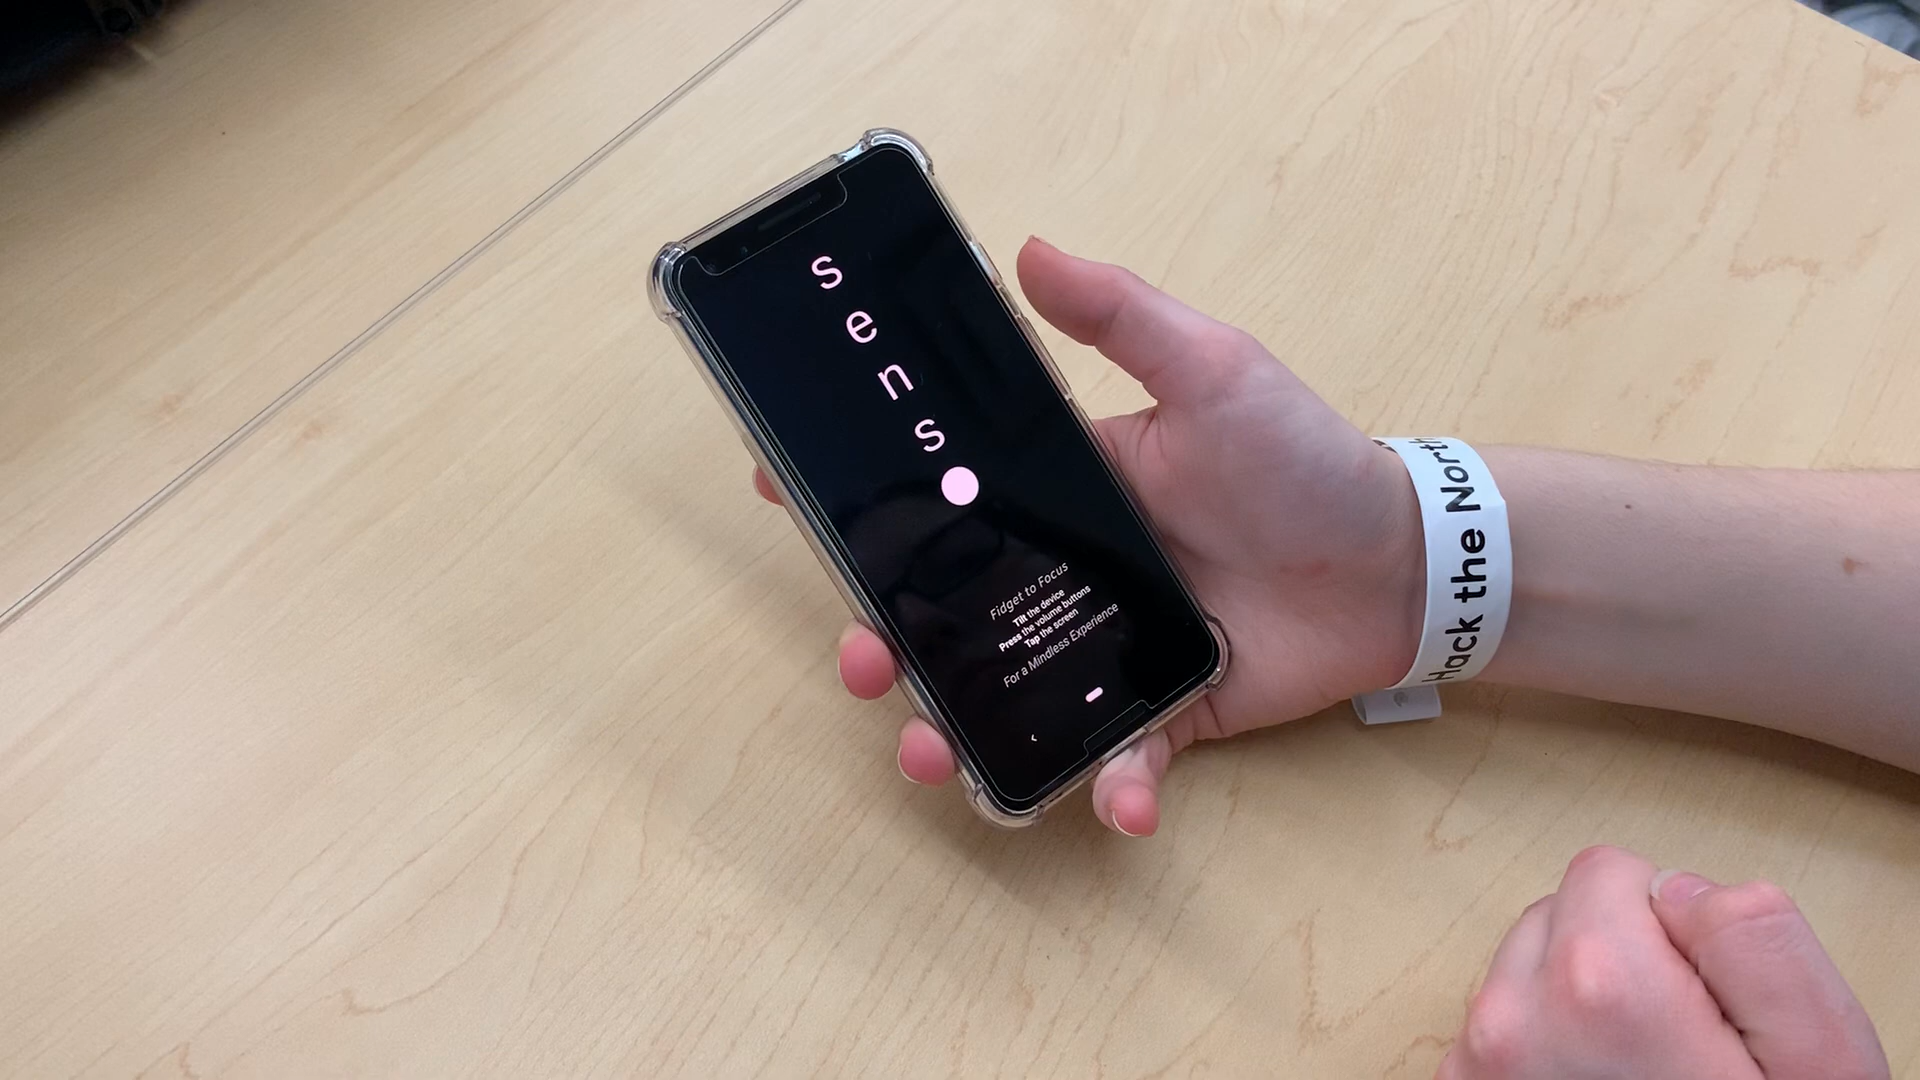 s
e
n
s
Fidget to Focus
Tilt the device
Press the volume buttons
Tap the screen
For a Mindless Experience
Hack the North